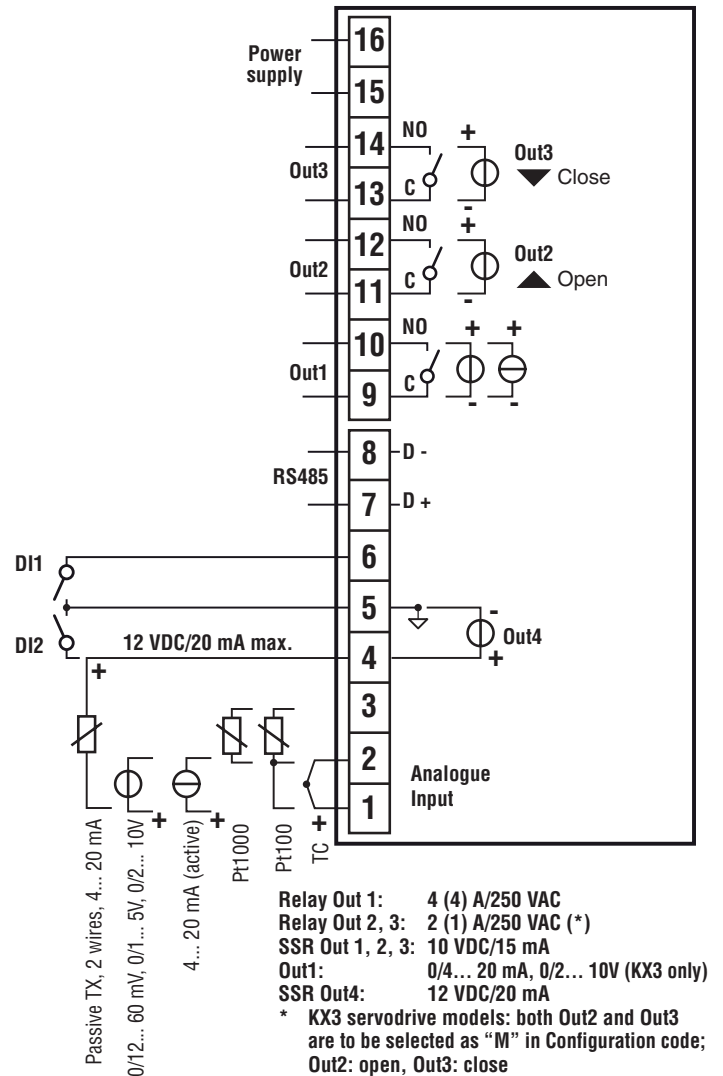 16
Power
supply
15
14
NO
+
Out3
Out3
Close
13
C
-
12
NO
+
Out2
Out2
Open
11
C
-
10
NO
+
+
Out1
9
C
-
-
8
D -
RS485
7
D +
6
DI1
5
-
Out4
DI2
12 VDC/20 mA max.
4
+
+
3
2
Analogue
Input
1
+
+
+
Passive TX, 2 wires, 4... 20 mA
0/12... 60 mV, 0/1... 5V, 0/2... 10V
4... 20 mA (active)
Pt1000
Pt100
TC
Relay Out 1: 4 (4) A/250 VAC
Relay Out 2, 3: 2 (1) A/250 VAC (*)
SSR Out 1, 2, 3: 10 VDC/15 mA
Out1: 0/4... 20 mA, 0/2... 10V (KX3 only)
SSR Out4: 12 VDC/20 mA
* KX3 servodrive models: both Out2 and Out3
are to be selected as “M” in Configuration code;
Out2: open, Out3: close